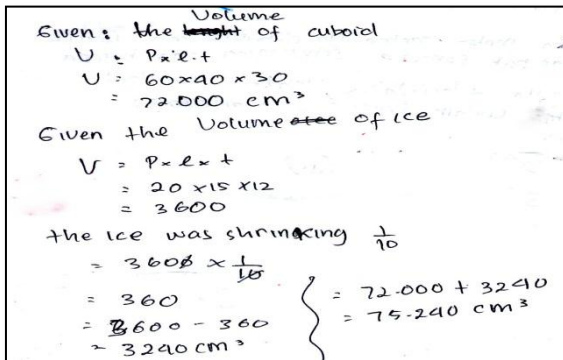 Volume
Given : the lenght of cuboid
V = P x l . t
V = 60 x 40 x 30
= 72.000 cm³
Given the Volume of ice
V = P x l x t
= 20 x 15 x 12
= 3600
the ice was shrinking 1/10
= 3600 x 1/10
= 360
= 3600 - 360
= 3240 cm³
= 72.000 + 3240
= 75.240 cm³